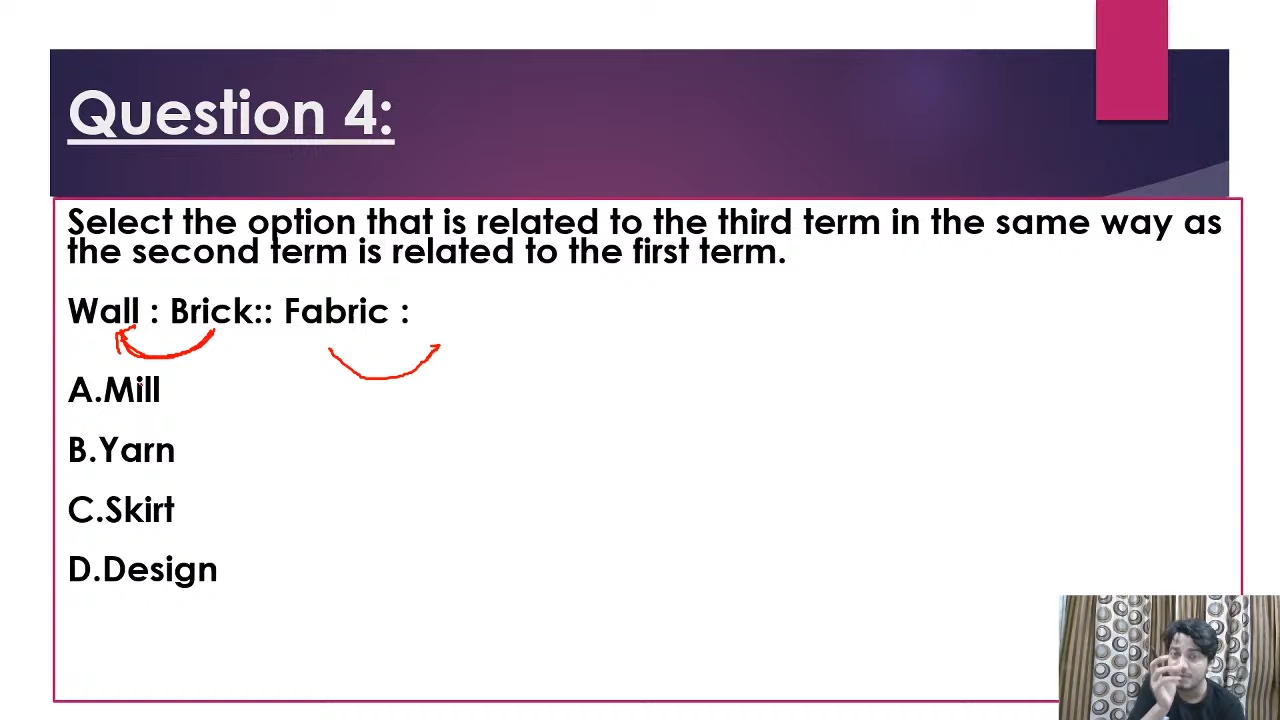 Question 4:
Select the option that is related to the third term in the same way as
the second term is related to the first term.
Wall : Brick:: Fabric :
A.Mill
B.Yarn
C.Skirt
D.Design